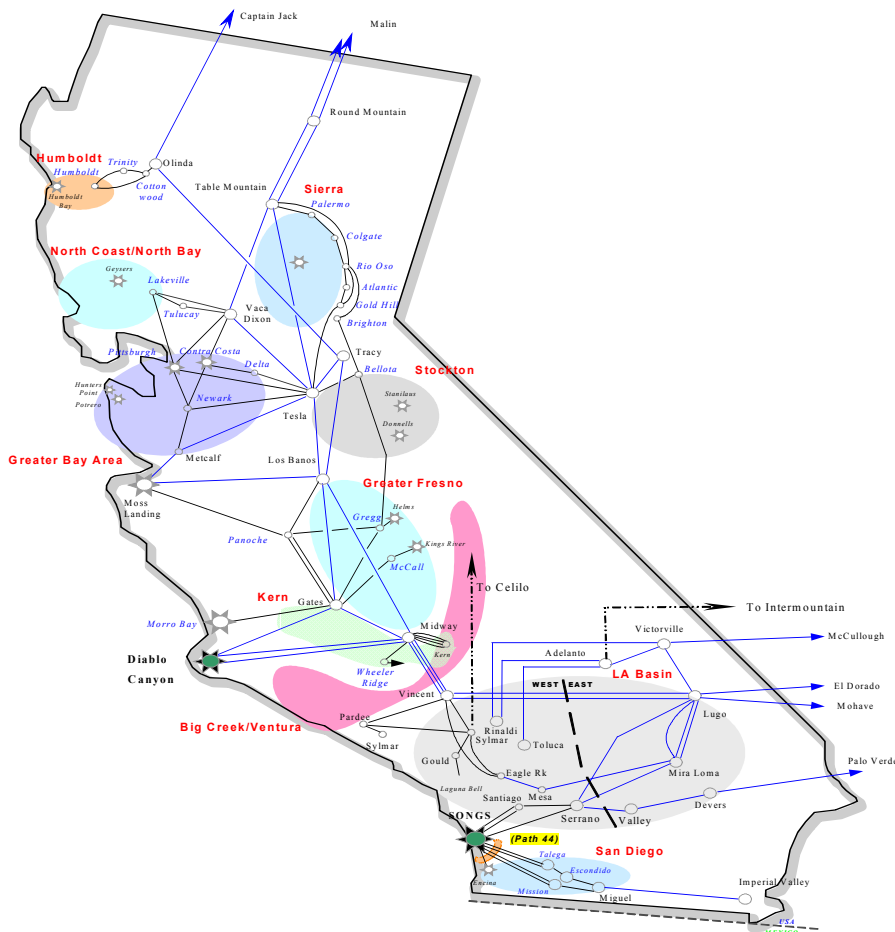 Captain Jack
Malin
Round Mountain
Humboldt
Trinity
Olinda
Humboldt
Cotton
wood
Humboldt
Bay
Table Mountain
Sierra
Palermo
Colgate
North Coast/North Bay
Geysers
Rio Oso
Lakeville
Atlantic
Tulucay
Vaca
Dixon
Gold Hill
Brighton
Pittsburgh
Contra Costa
Tracy
Delta
Bellota
Stockton
Hunters
Point
Potrero
Newark
Stanilaus
Tesla
Donnells
Greater Bay Area
Metcalf
Los Banos
Moss
Landing
Greater Fresno
Helms
Gregg
Panoche
Kings River
McCall
To Celilo
Kern
Gates
Morro Bay
Midway
To Intermountain
Kern
Victorville
McCullough
Adelanto
Diablo
Canyon
Wheeler
Ridge
LA Basin
WEST
EAST
El Dorado
Vincent
Lugo
Mohave
Big Creek/Ventura
Pardee
Rinaldi
Sylmar
Sylmar
Toluca
Gould
Palo Verde
Eagle Rk
Mira Loma
Laguna Bell
Mesa
Santiago
Devers
SONGS
Serrano
Valley
(Path 44)
San Diego
Talega
Escondido
Encina
Mission
Miguel
Imperial Valley
USA